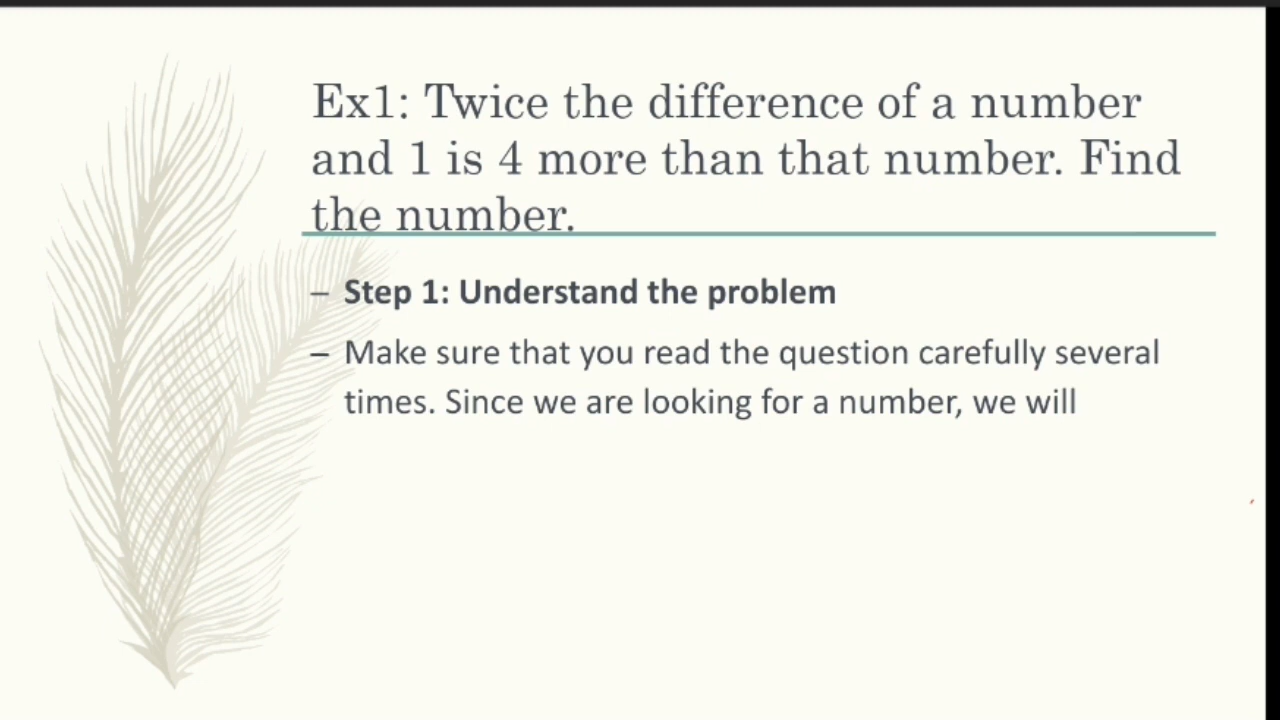 Ex1: Twice the difference of a number
and 1 is 4 more than that number. Find
the number.
– Step 1: Understand the problem
– Make sure that you read the question carefully several
times. Since we are looking for a number, we will